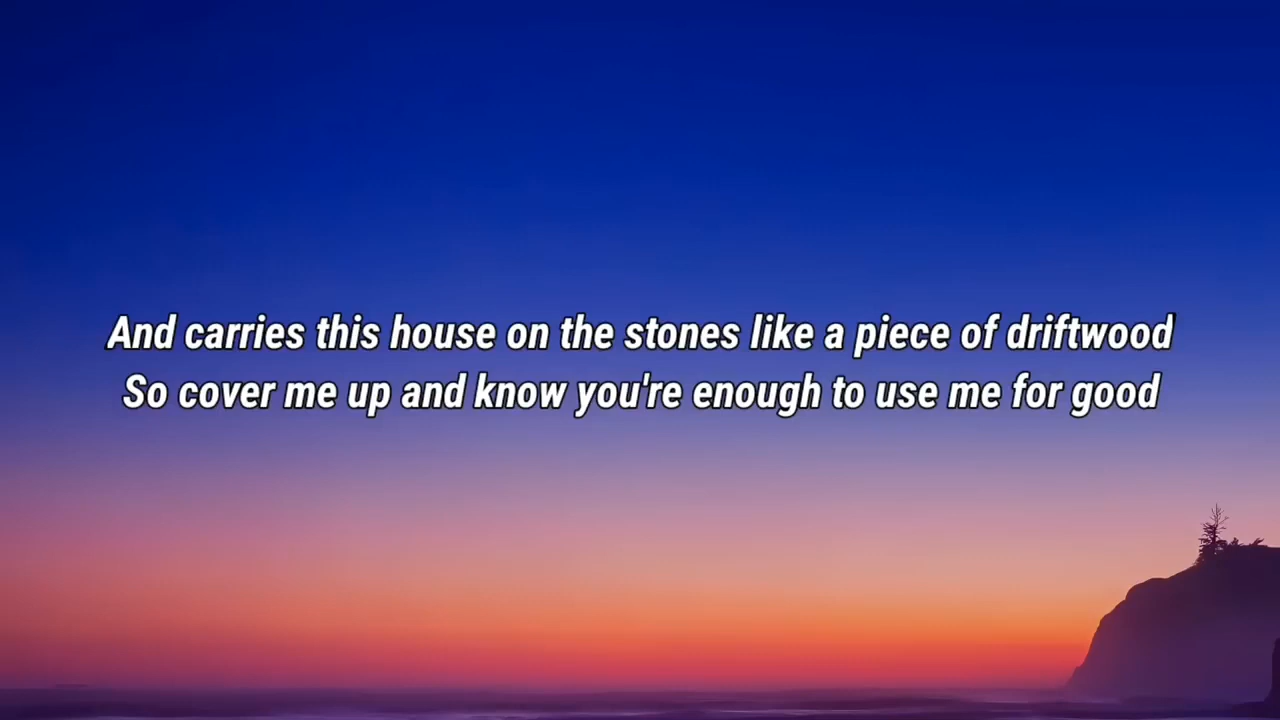 And carries this house on the stones like a piece of driftwood
So cover me up and know you're enough to use me for good